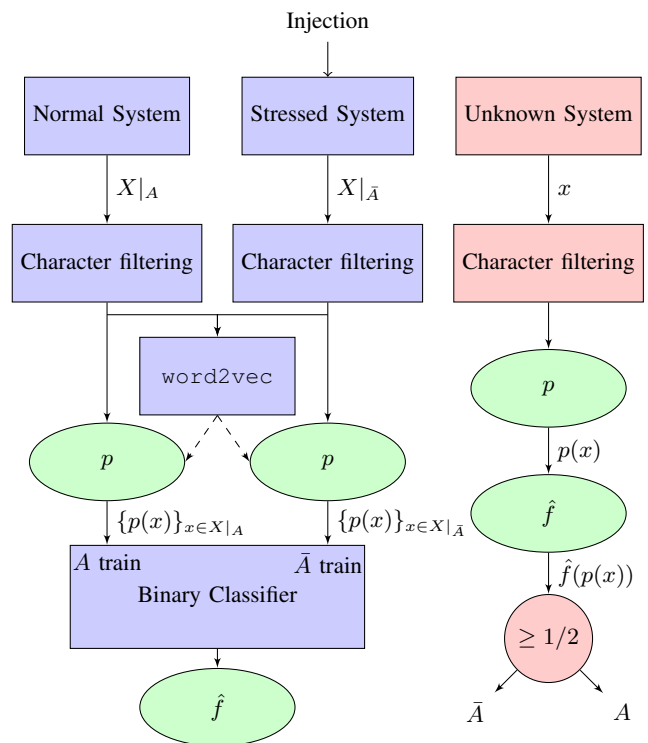 Injection
Normal System
Stressed System
Unknown System
X|_A
X|_Ā
x
Character filtering
Character filtering
Character filtering
word2vec
p
p
p
p(x)
{p(x)}_{x∈X|_A}
{p(x)}_{x∈X|_Ā}
f̂
A train
Ā train
Binary Classifier
f̂(p(x))
≥ 1/2
f̂
Ā
A